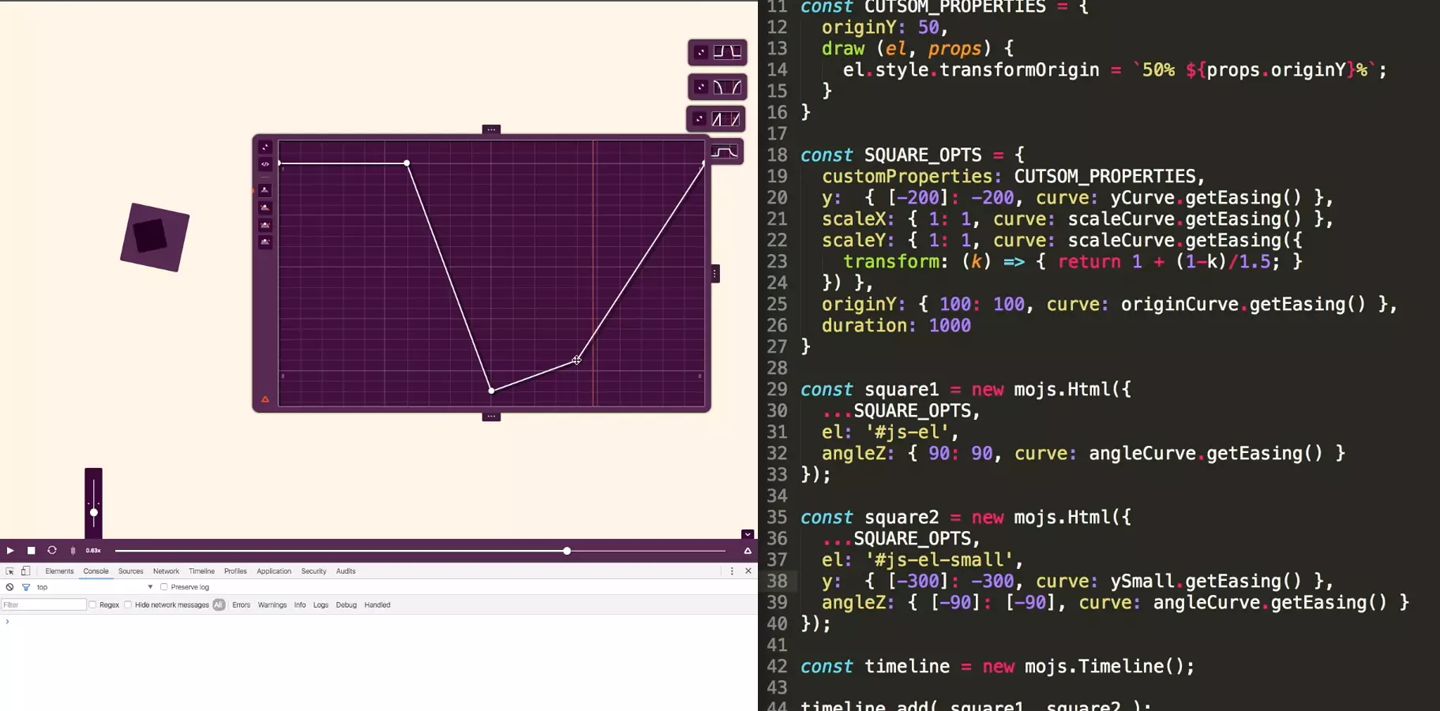 0.63x
Elements Console Sources Network Timeline Profiles Application Security Audits
top Preserve log
Filter Regex Hide network messages All Errors Warnings Info Logs Debug Handled
11 const CUTSOM_PROPERTIES = {
12 originY: 50,
13 draw (el, props) {
14 el.style.transformOrigin = `50% ${props.originY}%`;
15 }
16 }
17
18 const SQUARE_OPTS = {
19 customProperties: CUTSOM_PROPERTIES,
20 y: { [-200]: -200, curve: yCurve.getEasing() },
21 scaleX: { 1: 1, curve: scaleCurve.getEasing() },
22 scaleY: { 1: 1, curve: scaleCurve.getEasing({
23 transform: (k) => { return 1 + (1-k)/1.5; }
24 }) },
25 originY: { 100: 100, curve: originCurve.getEasing() },
26 duration: 1000
27 }
28
29 const square1 = new mojs.Html({
30 ...SQUARE_OPTS,
31 el: '#js-el',
32 angleZ: { 90: 90, curve: angleCurve.getEasing() }
33 });
34
35 const square2 = new mojs.Html({
36 ...SQUARE_OPTS,
37 el: '#js-el-small',
38 y: { [-300]: -300, curve: ySmall.getEasing() },
39 angleZ: { [-90]: [-90], curve: angleCurve.getEasing() }
40 });
41
42 const timeline = new mojs.Timeline();
43
44 timeline.add( square1, square2 );